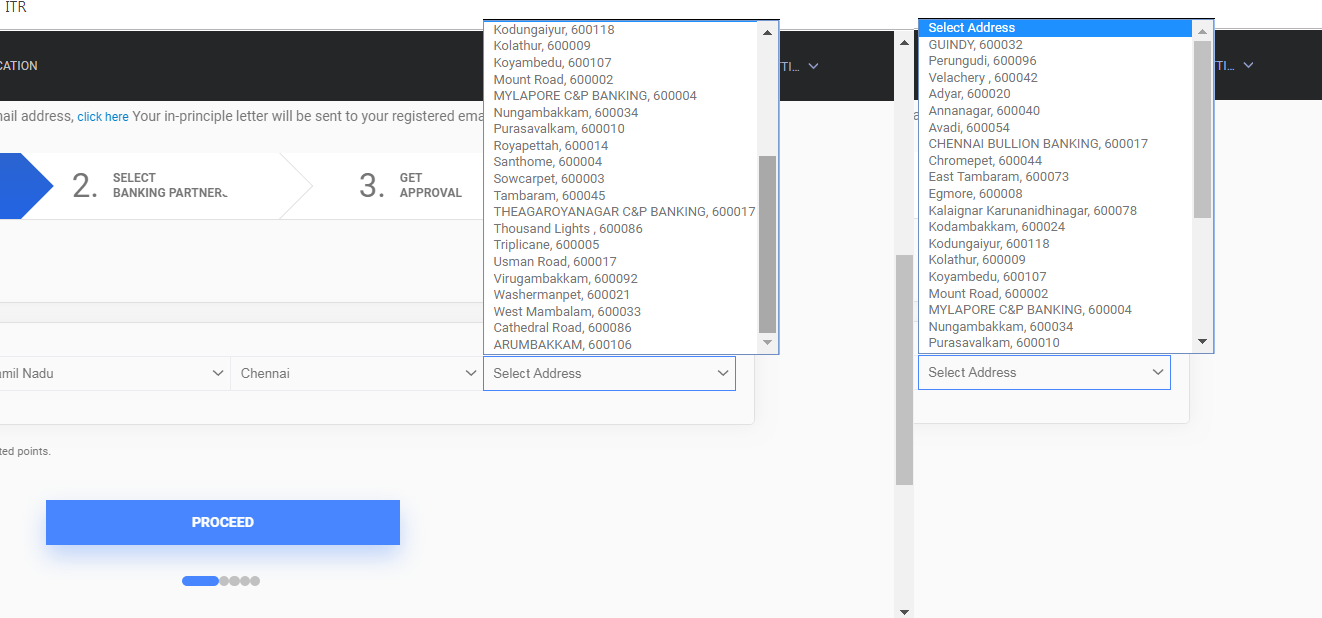 ITR
CATION
TI...
TI...
nail address, click here Your in-principle letter will be sent to your registered ema
2.
SELECT
BANKING PARTNERS
3.
GET
APPROVAL
Kodungaiyur, 600118
Kolathur, 600009
Koyambedu, 600107
Mount Road, 600002
MYLAPORE C&P BANKING, 600004
Nungambakkam, 600034
Purasavalkam, 600010
Royapettah, 600014
Santhome, 600004
Sowcarpet, 600003
Tambaram, 600045
THEAGAROYANAGAR C&P BANKING, 600017
Thousand Lights , 600086
Triplicane, 600005
Usman Road, 600017
Virugambakkam, 600092
Washermanpet, 600021
West Mambalam, 600033
Cathedral Road, 600086
ARUMBAKKAM, 600106
amil Nadu
Chennai
Select Address
ted points.
PROCEED
Select Address
GUINDY, 600032
Perungudi, 600096
Velachery , 600042
Adyar, 600020
Annanagar, 600040
Avadi, 600054
CHENNAI BULLION BANKING, 600017
Chromepet, 600044
East Tambaram, 600073
Egmore, 600008
Kalaignar Karunanidhinagar, 600078
Kodambakkam, 600024
Kodungaiyur, 600118
Kolathur, 600009
Koyambedu, 600107
Mount Road, 600002
MYLAPORE C&P BANKING, 600004
Nungambakkam, 600034
Purasavalkam, 600010
Select Address